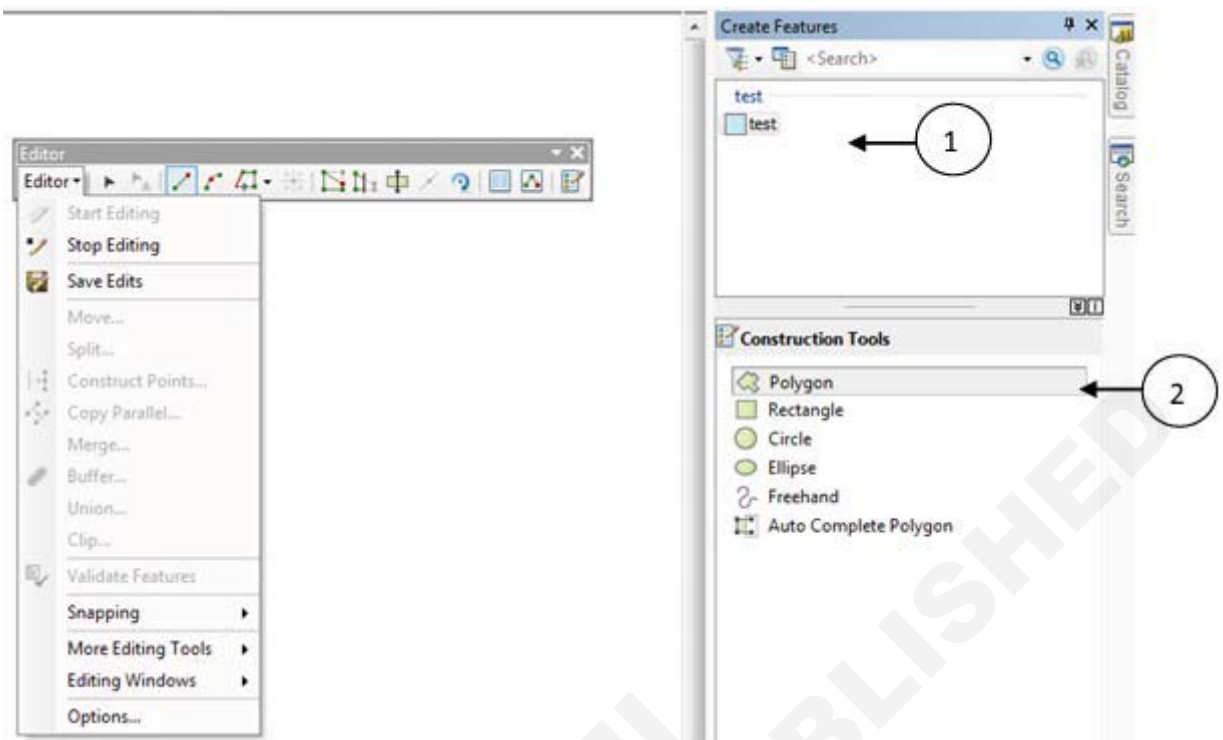 Create Features
<Search>
test
test
1
Catalog
Search
Editor
Editor
Start Editing
Stop Editing
Save Edits
Move...
Split...
Construct Points...
Copy Parallel...
Merge...
Buffer...
Union...
Clip...
Validate Features
Snapping
More Editing Tools
Editing Windows
Options...
Construction Tools
Polygon
2
Rectangle
Circle
Ellipse
Freehand
Auto Complete Polygon
BLISHED